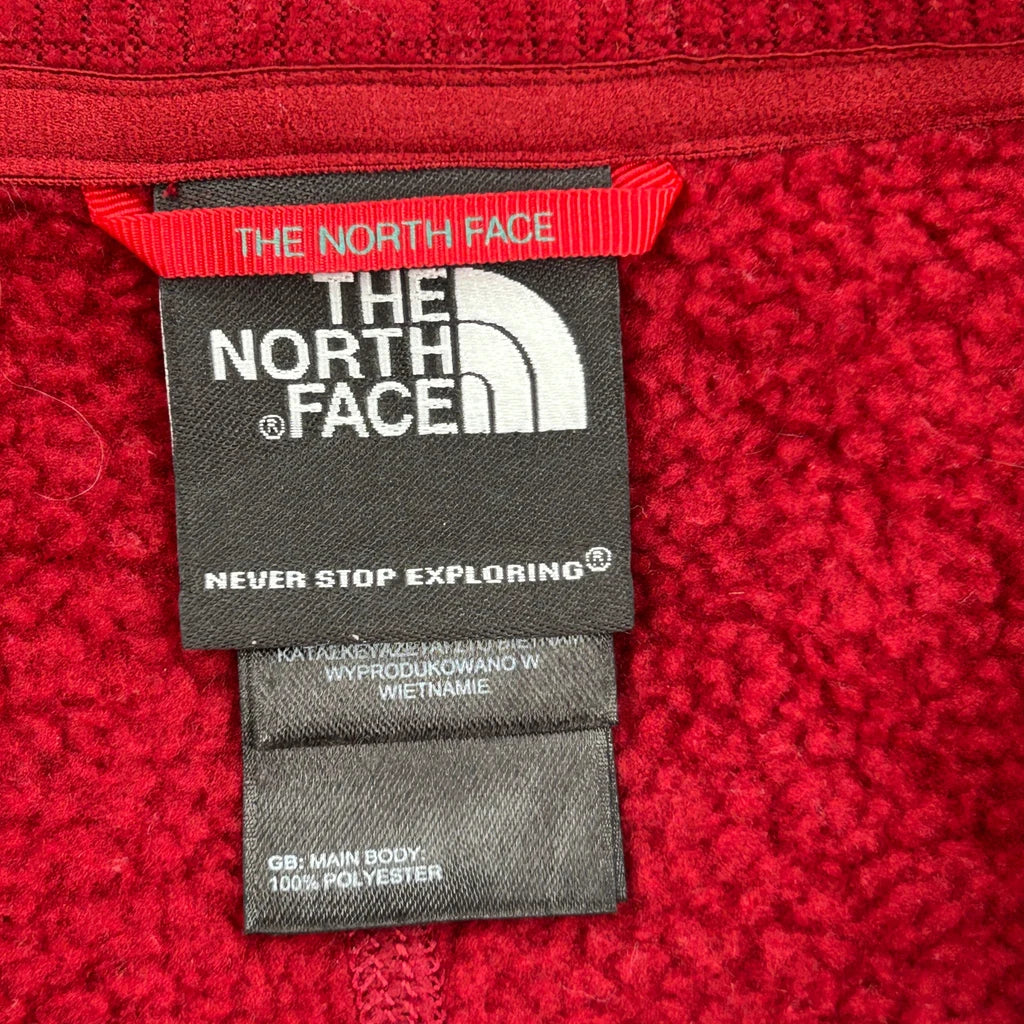 THE NORTH FACE
THE
NORTH
®FACE
NEVER STOP EXPLORING®
WYPRODUKOWANO W
WIETNAMIE
GB: MAIN BODY:
100% POLYESTER